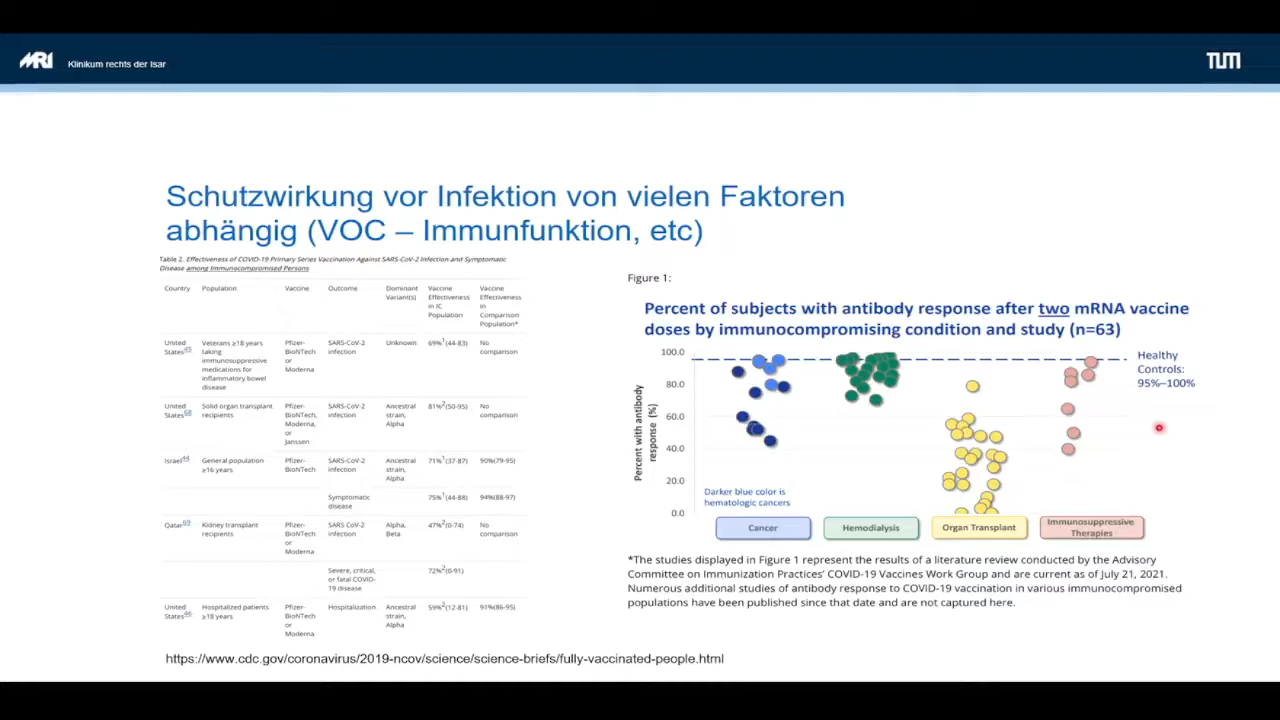 MRI
Klinikum rechts der Isar
TUM
Schutzwirkung vor Infektion von vielen Faktoren
abhängig (VOC – Immunfunktion, etc)
Table 2. Effectiveness of COVID-19 Primary Series Vaccination Against SARS-CoV-2 Infection and Symptomatic
Disease among Immunocompromised Persons
Country Population Vaccine Outcome Dominant Variant(s) Vaccine Effectiveness in IC Population Vaccine Effectiveness in Comparison Population*
United States45 Veterans ≥18 years taking immunosuppressive medications for inflammatory bowel disease Pfizer-BioNTech or Moderna SARS-CoV-2 infection Unknown 69%1(44-83) No comparison
United States68 Solid organ transplant recipients Pfizer-BioNTech, Moderna, or Janssen SARS-CoV-2 infection Ancestral strain, Alpha 81%2(50-95) No comparison
Israel44 General population ≥16 years Pfizer-BioNTech SARS-CoV-2 infection Ancestral strain, Alpha 71%1(37-87) 90%(79-95)
Symptomatic disease 75%1(44-88) 94%(88-97)
Qatar69 Kidney transplant recipients Pfizer-BioNTech or Moderna SARS CoV-2 infection Alpha, Beta 47%2(0-74) No comparison
Severe, critical, or fatal COVID-19 disease 72%2(0-91)
United States46 Hospitalized patients ≥18 years Pfizer-BioNTech or Moderna Hospitalization Ancestral strain, Alpha 59%2(12-81) 91%(86-95)
https://www.cdc.gov/coronavirus/2019-ncov/science/science-briefs/fully-vaccinated-people.html
Figure 1:
Percent of subjects with antibody response after two mRNA vaccine
doses by immunocompromising condition and study (n=63)
Percent with antibody
response (%)
100.0
80.0
60.0
40.0
20.0
0.0
Healthy
Controls:
95%–100%
Darker blue color is
hematologic cancers
Cancer Hemodialysis Organ Transplant Immunosuppressive Therapies
*The studies displayed in Figure 1 represent the results of a literature review conducted by the Advisory
Committee on Immunization Practices’ COVID-19 Vaccines Work Group and are current as of July 21, 2021.
Numerous additional studies of antibody response to COVID-19 vaccination in various immunocompromised
populations have been published since that date and are not captured here.